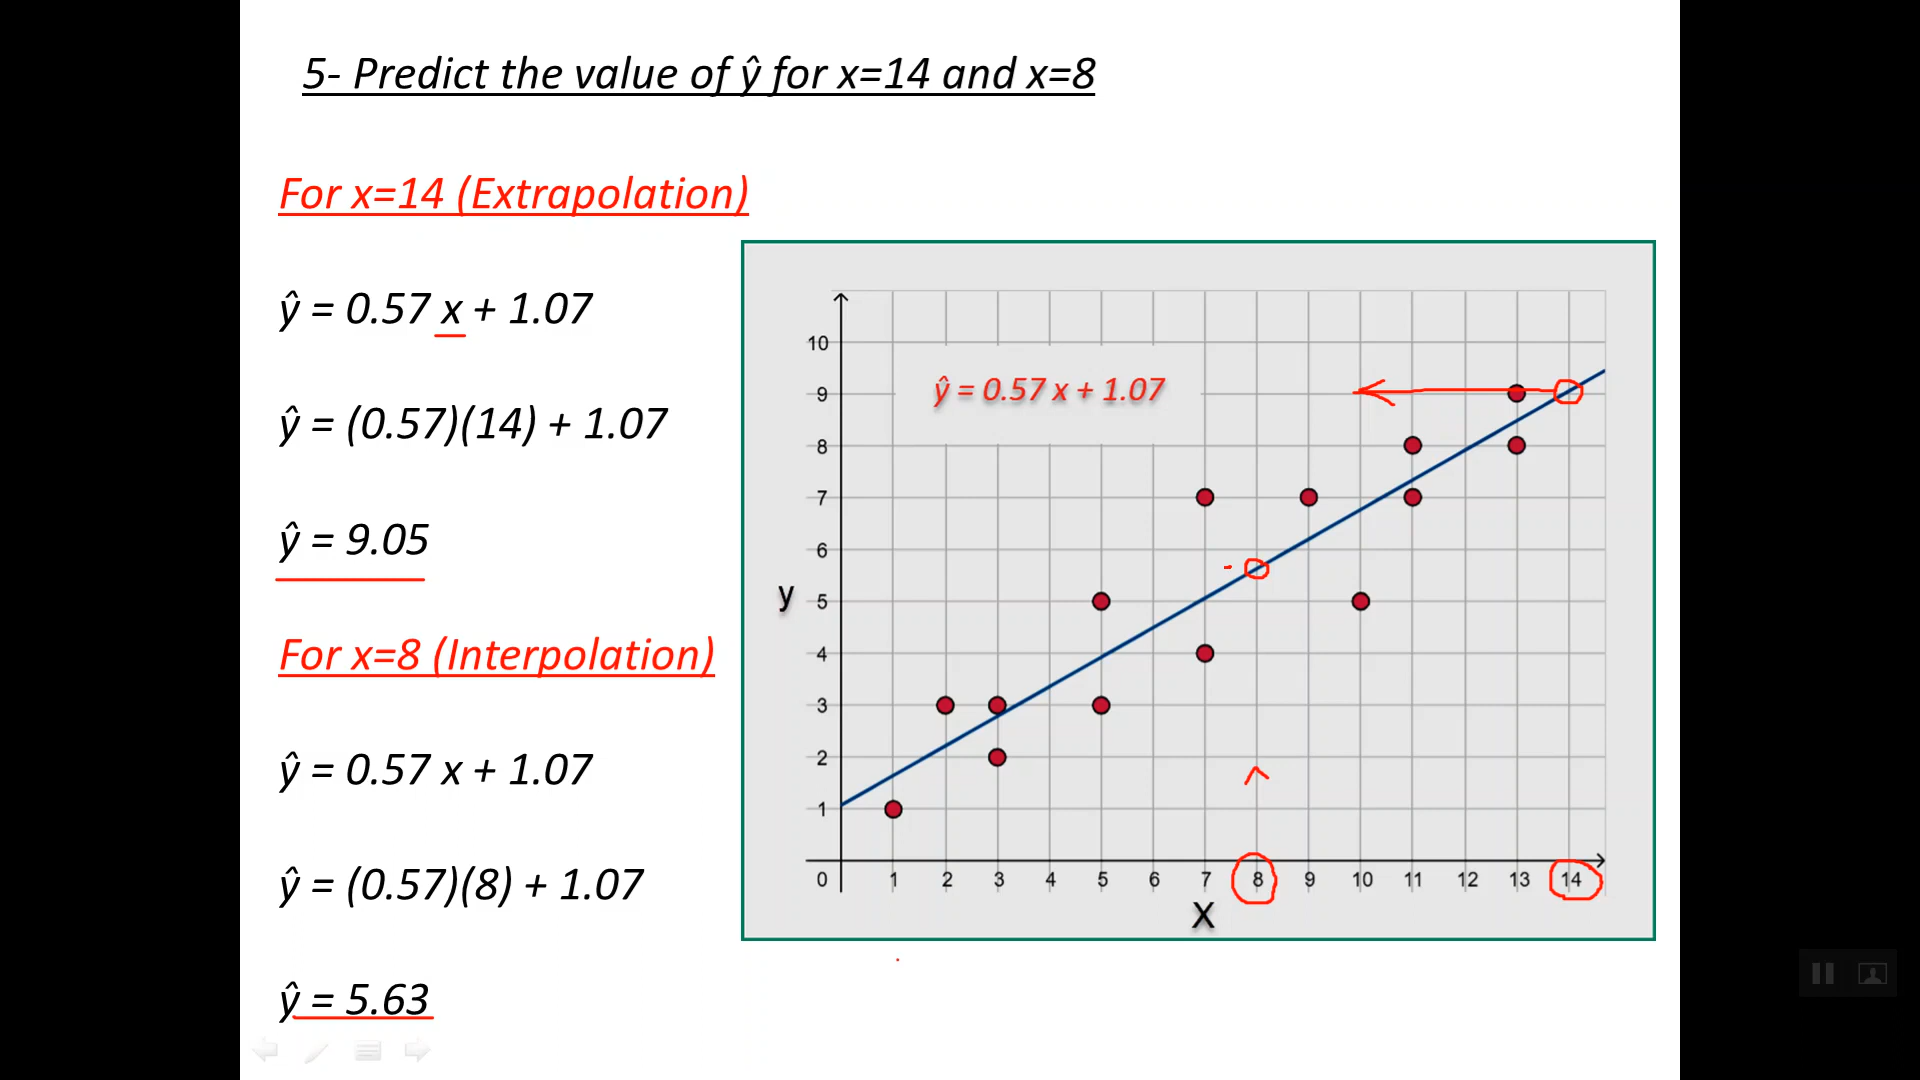 5- Predict the value of ŷ for x=14 and x=8
For x=14 (Extrapolation)
ŷ = 0.57 x + 1.07
ŷ = (0.57)(14) + 1.07
ŷ = 9.05
For x=8 (Interpolation)
ŷ = 0.57 x + 1.07
ŷ = (0.57)(8) + 1.07
ŷ = 5.63
ŷ = 0.57 x + 1.07
10
9
8
7
6
y 5
4
3
2
1
0 1 2 3 4 5 6 7 8 9 10 11 12 13 14
X